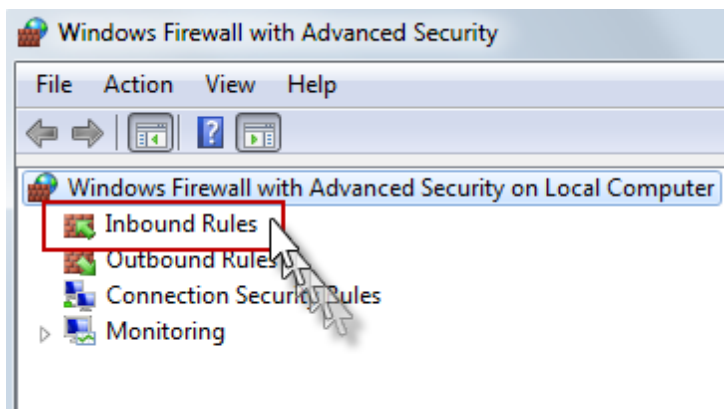 Windows Firewall with Advanced Security
File Action View Help
Windows Firewall with Advanced Security on Local Computer
Inbound Rules
Outbound Rules
Connection Security Rules
Monitoring